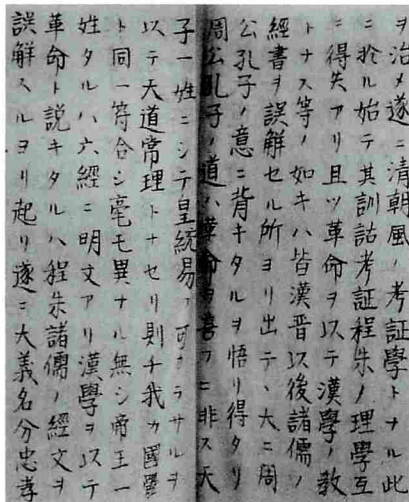 ヲ治メ遂ニ清朝風ノ考証學トナル此
ニ於ル始テ其訓詁考証程朱ノ理學互
ニ得失アリ且ツ革命ヲ以テ漢學ノ教
トナス等ノ如キハ皆漢晋以後諸儒ノ
經書ヲ誤解セル所ヨリ出テ、大ニ周
公孔子ノ意ニ背キタルヲ悟リ得タリ
周公孔子ノ道ハ革命ヲ喜フニ非ス天
子一姓ニシテ皇統易フ可カラサルヲ
以テ天道常理トナセリ則チ我カ國體
ト同一符合シ毫モ異ナル無シ帝王一
姓タルハ六經ニ明文アリ漢學ヲ以テ
革命ト説キタルハ程朱諸儒ノ經文ヲ
誤解スルヨリ起リ遂ニ大義名分忠孝